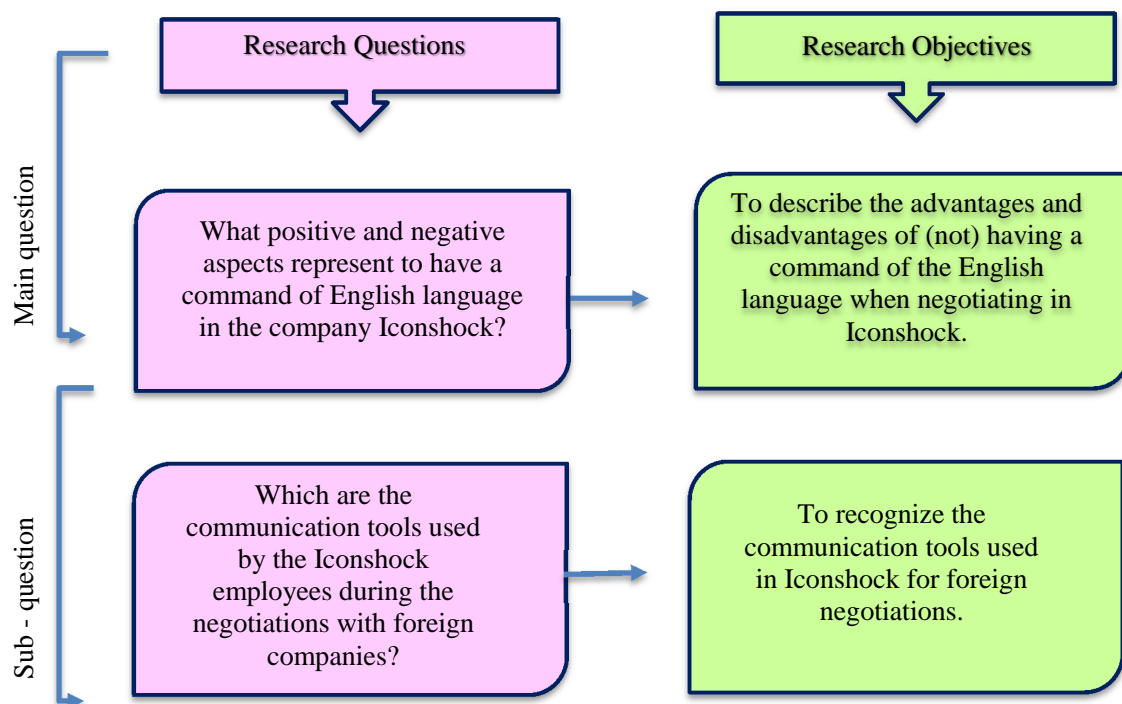 Research Questions
Research Objectives
Main question
What positive and negative
aspects represent to have a
command of English language
in the company Iconshock?
To describe the advantages and
disadvantages of (not) having a
command of the English
language when negotiating in
Iconshock.
Sub - question
Which are the
communication tools used
by the Iconshock
employees during the
negotiations with foreign
companies?
To recognize the
communication tools used
in Iconshock for foreign
negotiations.